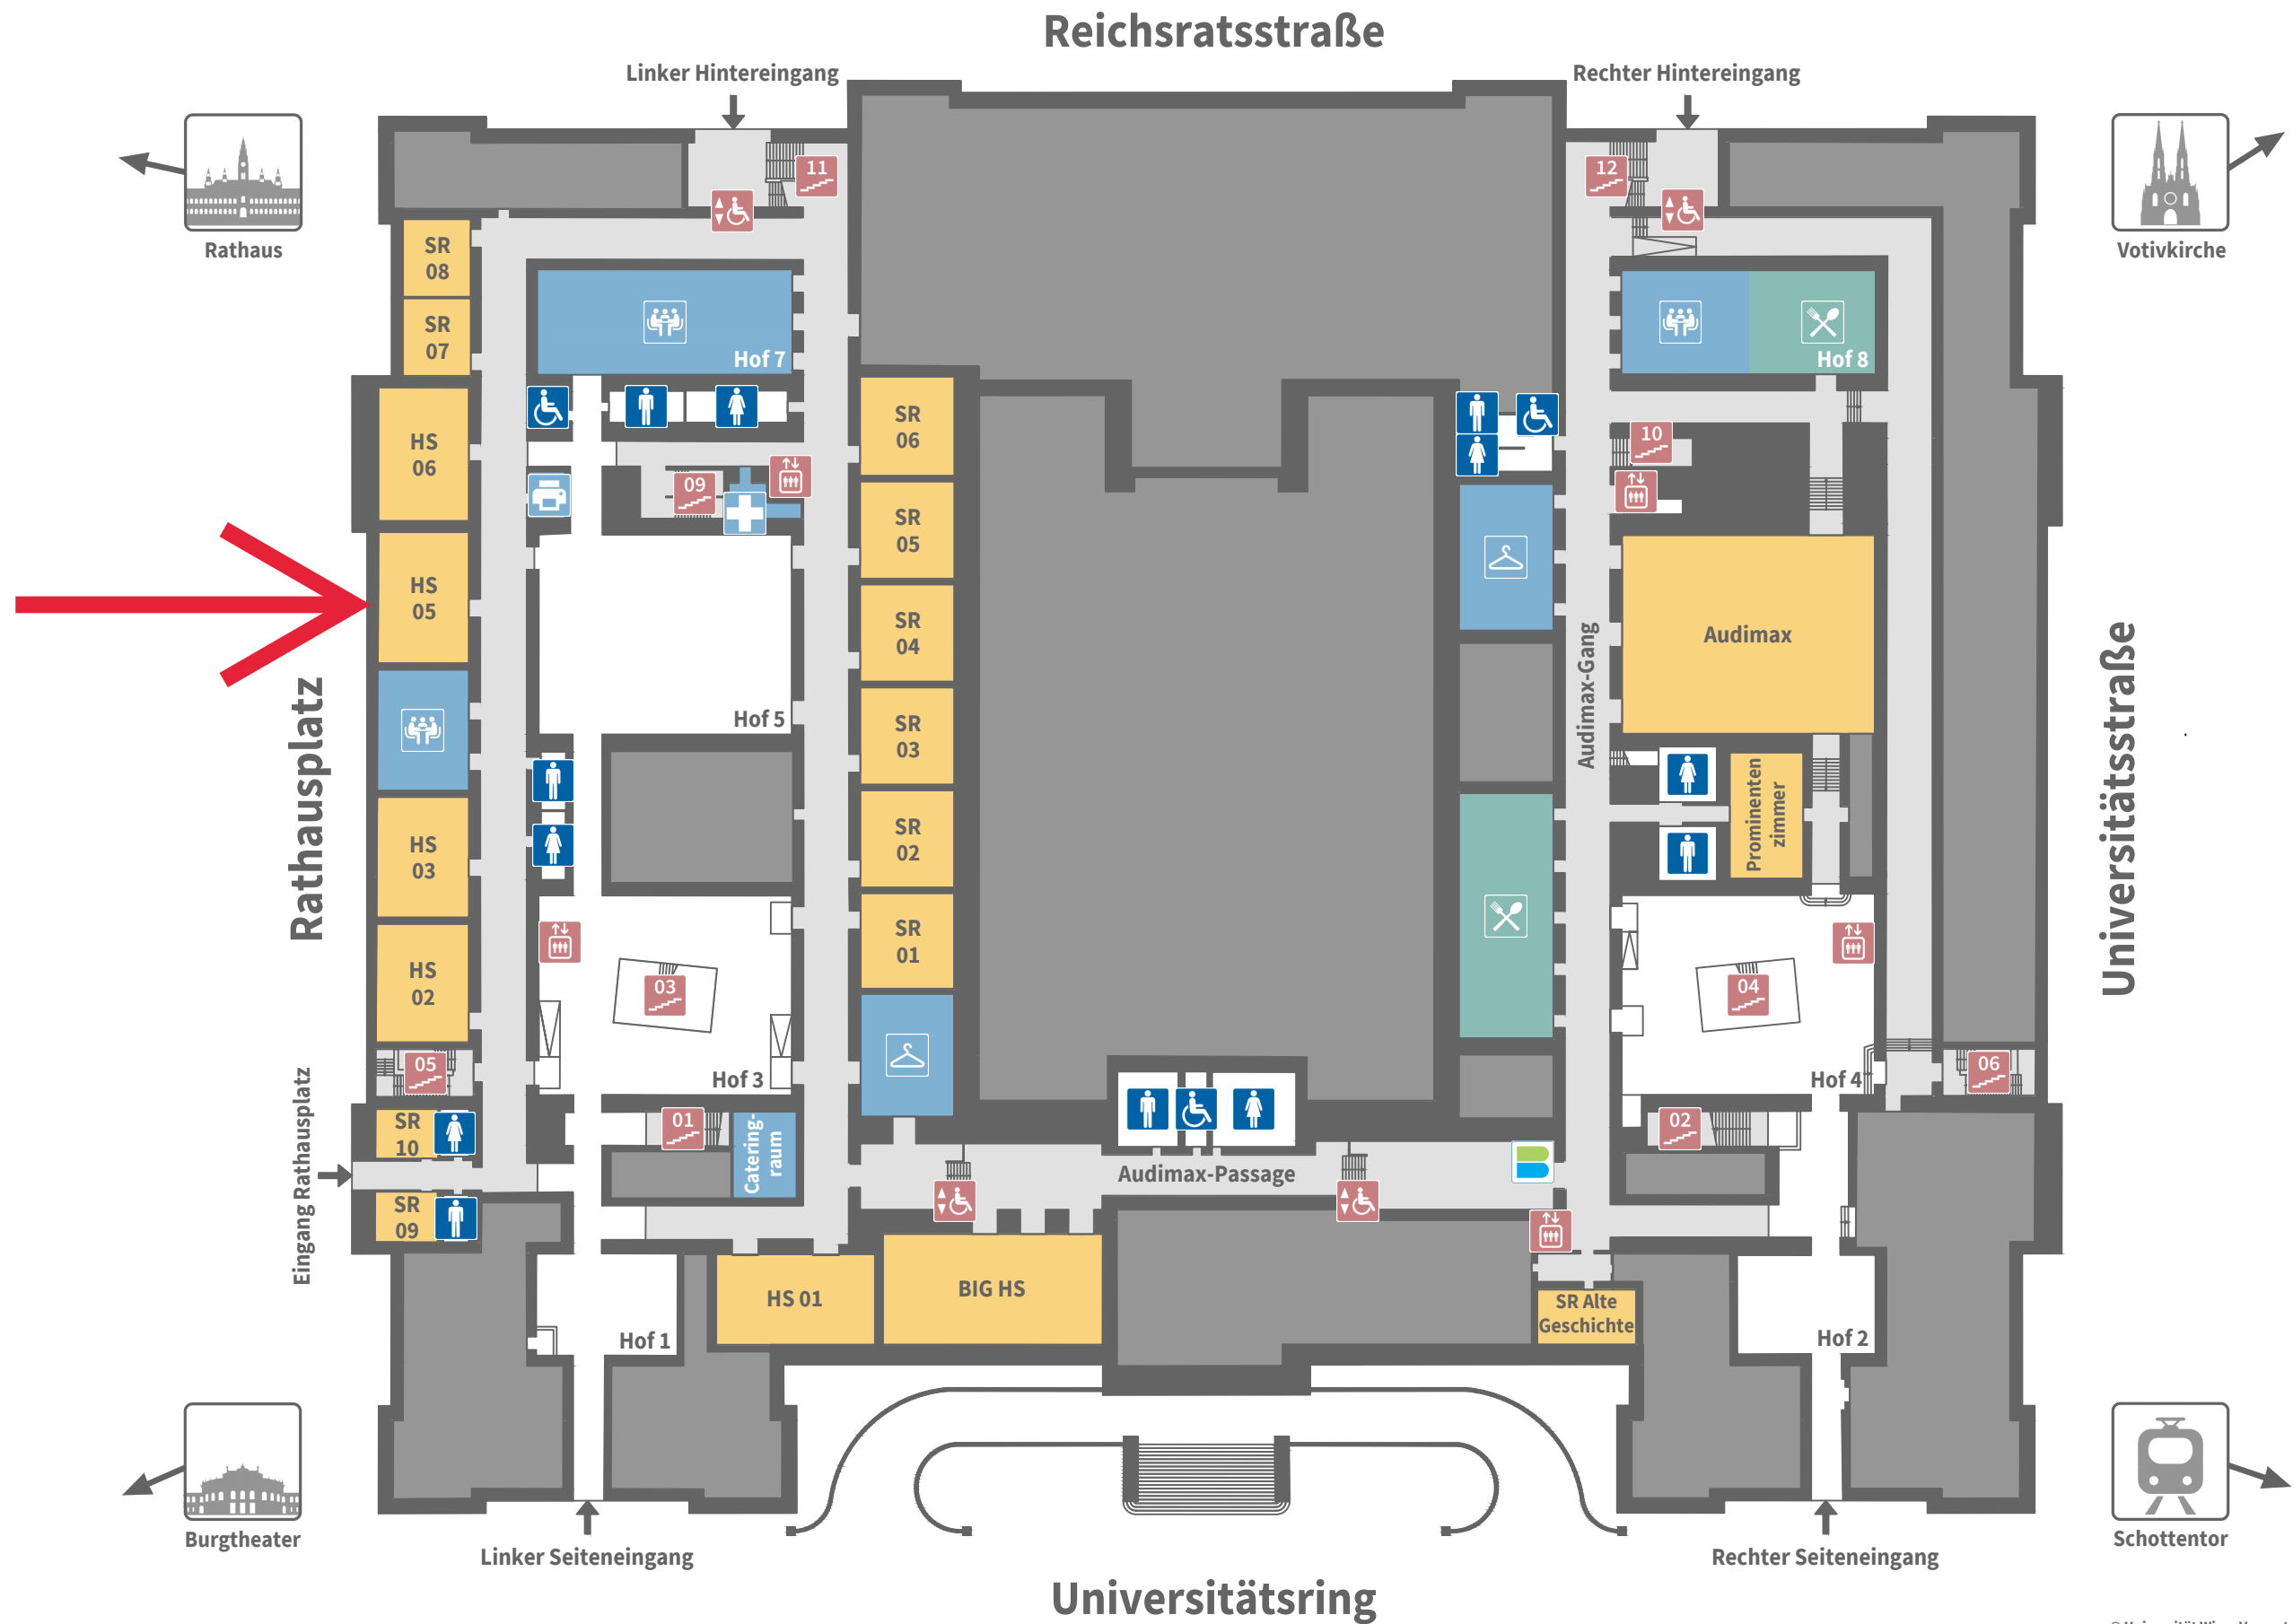 Reichsratsstraße
Linker Hintereingang
Rechter Hintereingang
Rathaus
Votivkirche
11
12
SR
08
SR
07
Hof 7
Hof 8
HS
06
SR
06
10
09
HS
05
SR
05
SR
04
Audimax
Audimax-Gang
Hof 5
SR
03
Rathausplatz
Universitätsstraße
HS
03
SR
02
Prominenten
zimmer
HS
02
SR
01
03
04
05
Hof 3
Hof 4
06
Eingang Rathausplatz
SR
10
01
Catering-
raum
02
Audimax-Passage
SR
09
HS 01
BIG HS
SR Alte
Geschichte
Hof 1
Hof 2
Burgtheater
Schottentor
Linker Seiteneingang
Rechter Seiteneingang
Universitätsring